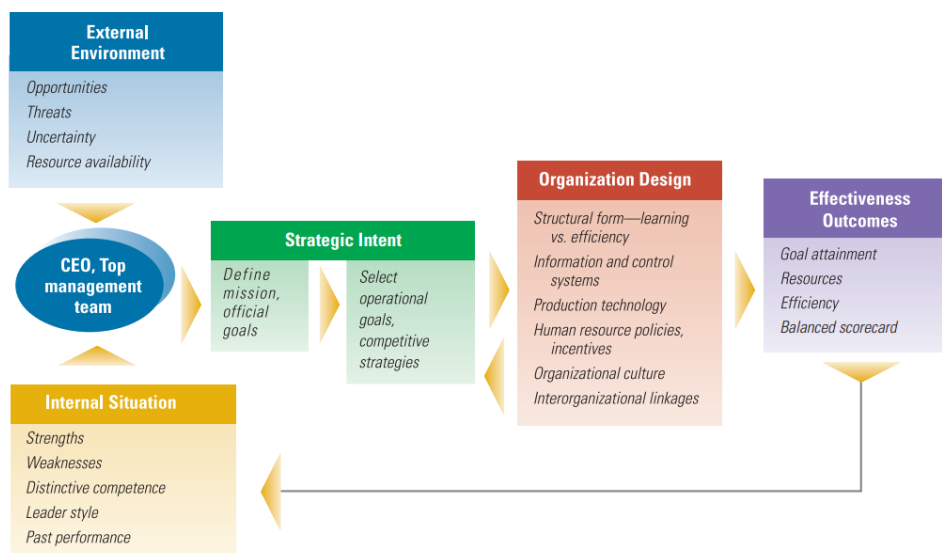 External
Environment
Opportunities
Threats
Uncertainty
Resource availability
CEO, Top
management
team
Internal Situation
Strengths
Weaknesses
Distinctive competence
Leader style
Past performance
Strategic Intent
Define
mission,
official
goals
Select
operational
goals,
competitive
strategies
Organization Design
Structural form—learning
vs. efficiency
Information and control
systems
Production technology
Human resource policies,
incentives
Organizational culture
Interorganizational linkages
Effectiveness
Outcomes
Goal attainment
Resources
Efficiency
Balanced scorecard